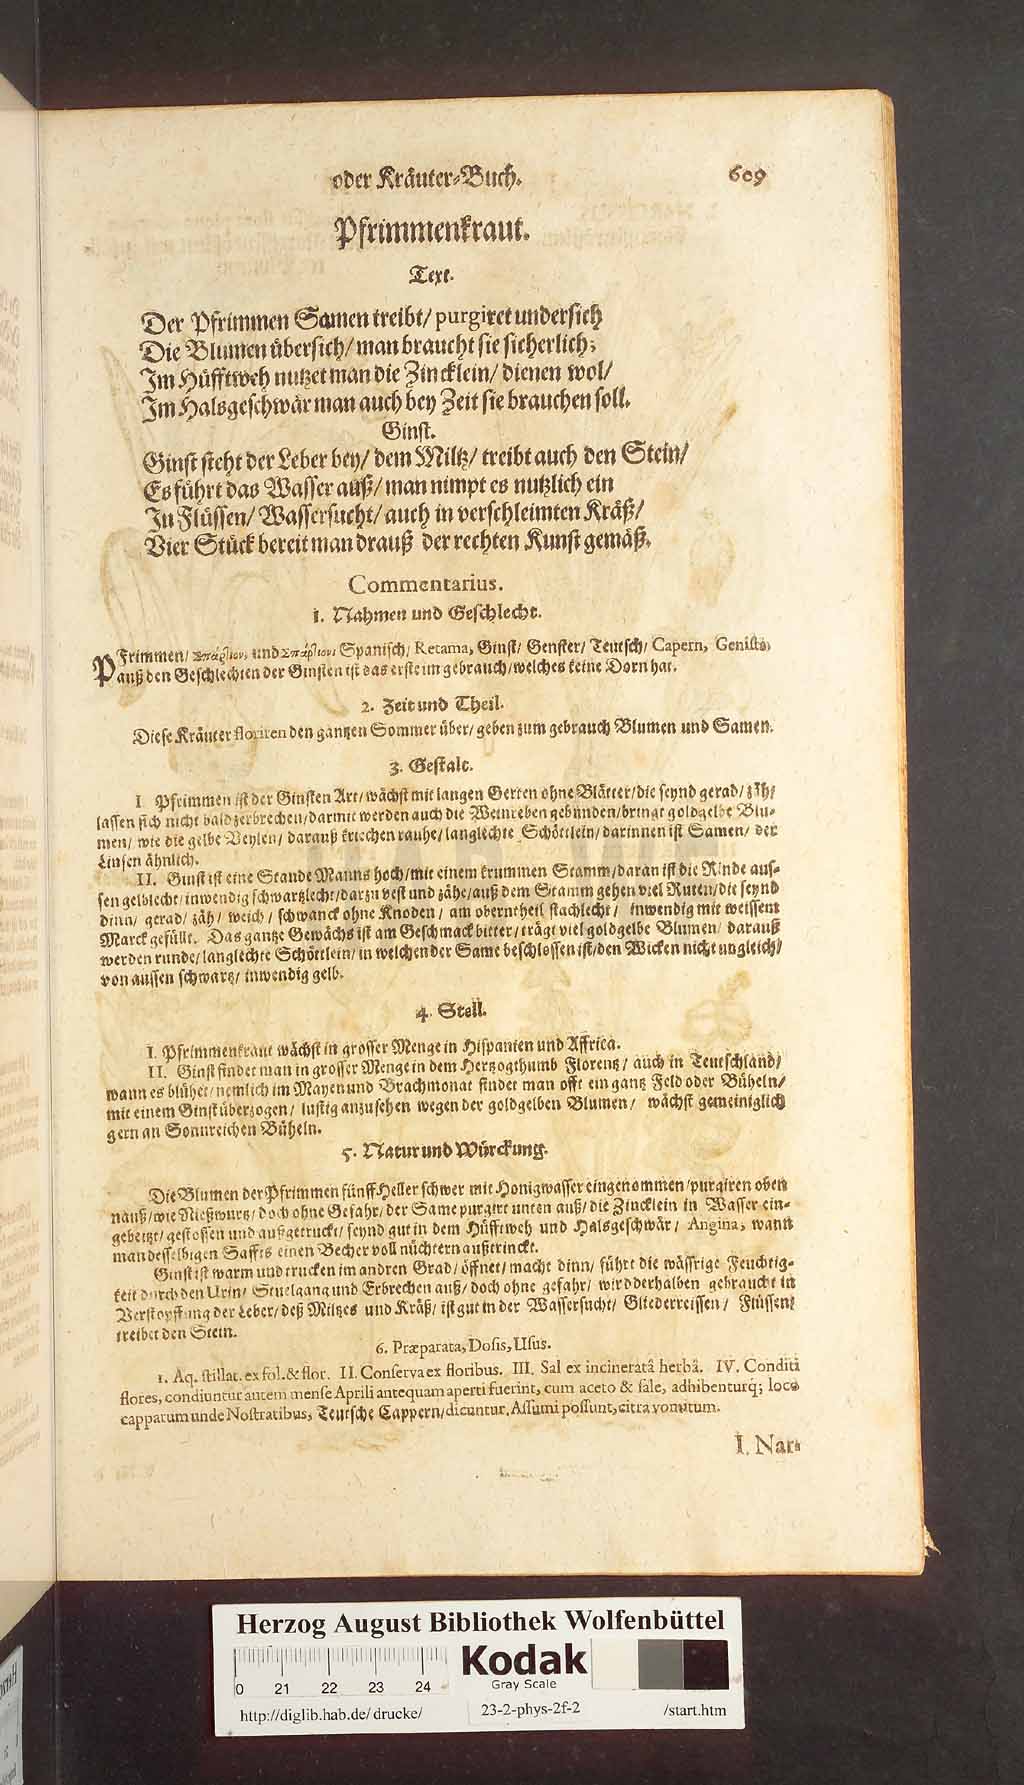 oder Kräuter-Buch. 609
Pfrimmenkraut.
Text.
Der Pfrimmen Samen treibt/ purgiret undersich
Die Blumen übersich/ man braucht sie sicherlich;
Im Hüfftweh nutzet man die Zincklein/ dienen wol/
Im Halsgeschwär man auch bey Zeit sie brauchen soll.
Ginst.
Ginst steht der Leber bey/ dem Miltz/ treibt auch den Stein/
Es führt das Wasser auß/ man nimpt es nutzlich ein
In Flüssen/ Wassersucht/ auch in verschleimten Kräß/
Vier Stück bereit man drauß der rechten Kunst gemäß.
Commentarius.
1. Nahmen und Geschlecht.
PFrimmen/ Σπάρτιον, und Σπάρτιον/ Spanisch/ Retama, Ginst/ Genster/ Teutsch/ Capern, Genista,
auß den Geschlechten der Ginsten ist das erste im gebrauch/ welches keine Dorn hat.
2. Zeit und Theil.
Diese Kräuter floriren den gantzen Sommer über/ geben zum gebrauch Blumen und Samen.
3. Gestalt.
I Pfrimmen ist der Ginsten Art/ wächst mit langen Gerten ohne Blätter/ die seynd gerad/ zäh/
lassen sich nicht bald zerbrechen/ darmit werden auch die Weinreben gebunden/ bringt goldgelbe Blu-
men/ wie die gelbe Veylen/ darauß kriechen rauhe/ langlechte Schöttlein/ darinnen ist Samen/ der
Linsen ähnlich.
II. Ginst ist eine Staude Manns hoch/ mit einem krummen Stamm/ daran ist die Rinde aus-
sen gelblecht/ inwendig schwartzlecht/ darzu vest und zähe/ auß dem Stamm gehen viel Ruten/ die seynd
dinn/ gerad/ zäh/ weich/ schwanck ohne Knoden/ am oberntheil stachlecht/ inwendig mit weissem
Marck gefüllt. Das gantze Gewächs ist am Geschmack bitter/ trägt viel goldgelbe Blumen/ darauß
werden runde/ langlechte Schöttlein/ in welchen der Same beschlossen ist/ den Wicken nicht ungleich/
von aussen schwartz/ inwendig gelb.
4. Stell.
I. Pfrimmenkraut wächst in grosser Menge in Hispanien und Affrica.
II. Ginst findet man in grosser Menge in dem Hertzogthumb Florentz/ auch in Teutschland/
wann es blühet/ nemlich im Mayen und Brachmonat findet man offt ein gantz Feld oder Büheln/
mit einem Ginst überzogen/ lustig anzusehen wegen der goldgelben Blumen/ wächst gemeiniglich
gern an Sonnreichen Büheln.
5. Natur und Würckung.
Die Blumen der Pfrimmen fünff Heller schwer mit Honigwasser eingenommen/ purgiren oben
nauß/ wie Nießwurtz/ doch ohne Gefahr/ der Same purgirt unten auß/ die Zincklein in Wasser ein-
gebeitzt/ gestossen und außgetruckt/ seynd gut in dem Hüfftweh und Halsgeschwär/ Angina, wann
man desselbigen Saffts einen Becher voll nüchtern außtrinckt.
Ginst ist warm und trucken im andren Grad/ öffnet/ macht dinn/ führt die wässrige Feuchtig-
keit durch den Urin/ Stuelgang und Erbrechen auß/ doch ohne gefahr/ wird derhalben gebraucht in
Verstopffung der Leber/ deß Miltzes und Kräß/ ist gut in der Wassersucht/ Gliederreissen/ Flüssen/
treibet den Stein.
6. Præparata, Dosis, Usus.
1. Aq. stillat. ex fol. & flor. II. Conserva ex floribus. III. Sal ex incineratâ herbâ. IV. Conditi
flores, condiuntur autem mense Aprili antequam aperti fuerint, cum aceto & sale, adhibenturq; loco
capparum unde Nostratibus, Teutsche Cappern/ dicuntur. Assumi possunt, citra vomitum.
I. Nar-
Herzog August Bibliothek Wolfenbüttel
0 21 22 23 24
Kodak
Gray Scale
http://diglib.hab.de/drucke/ 23-2-phys-2f-2 /start.htm